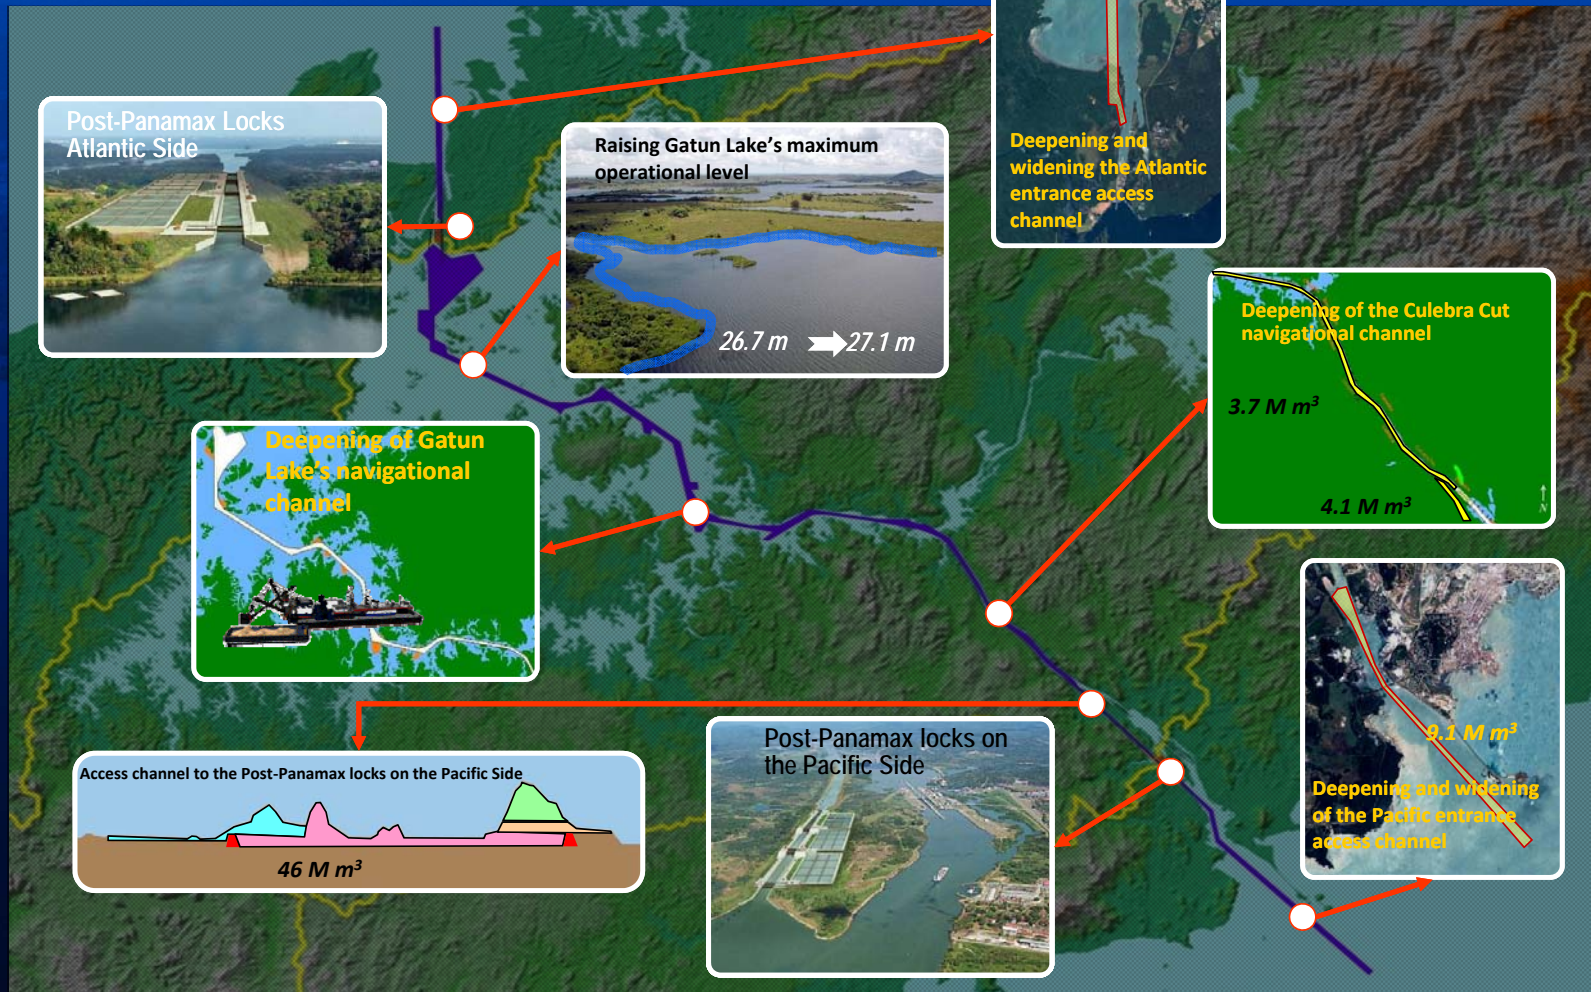 Post-Panamax Locks
Atlantic Side
Raising Gatun Lake’s maximum
operational level
26.7 m
27.1 m
Deepening and
widening the Atlantic
entrance access
channel
Deepening of the Culebra Cut
navigational channel
3.7 M m³
4.1 M m³
N
Deepening of Gatun
Lake’s navigational
channel
9.1 M m³
Deepening and widening
of the Pacific entrance
access channel
Access channel to the Post-Panamax locks on the Pacific Side
46 M m³
Post-Panamax locks on
the Pacific Side